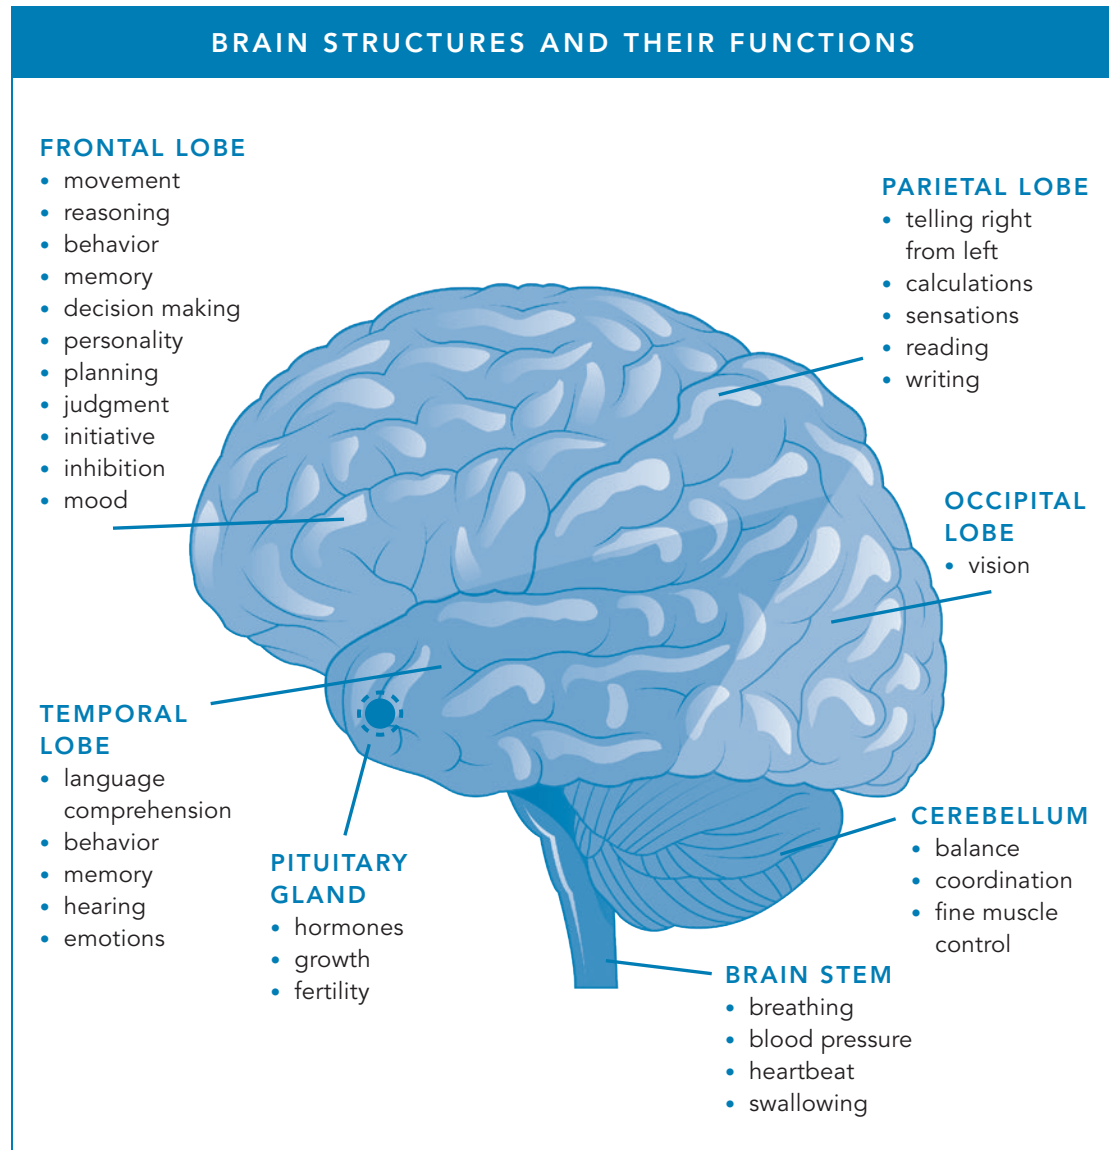 BRAIN STRUCTURES AND THEIR FUNCTIONS
FRONTAL LOBE
• movement
• reasoning
• behavior
• memory
• decision making
• personality
• planning
• judgment
• initiative
• inhibition
• mood
PARIETAL LOBE
• telling right
from left
• calculations
• sensations
• reading
• writing
OCCIPITAL
LOBE
• vision
TEMPORAL
LOBE
• language
comprehension
• behavior
• memory
• hearing
• emotions
PITUITARY
GLAND
• hormones
• growth
• fertility
CEREBELLUM
• balance
• coordination
• fine muscle
control
BRAIN STEM
• breathing
• blood pressure
• heartbeat
• swallowing